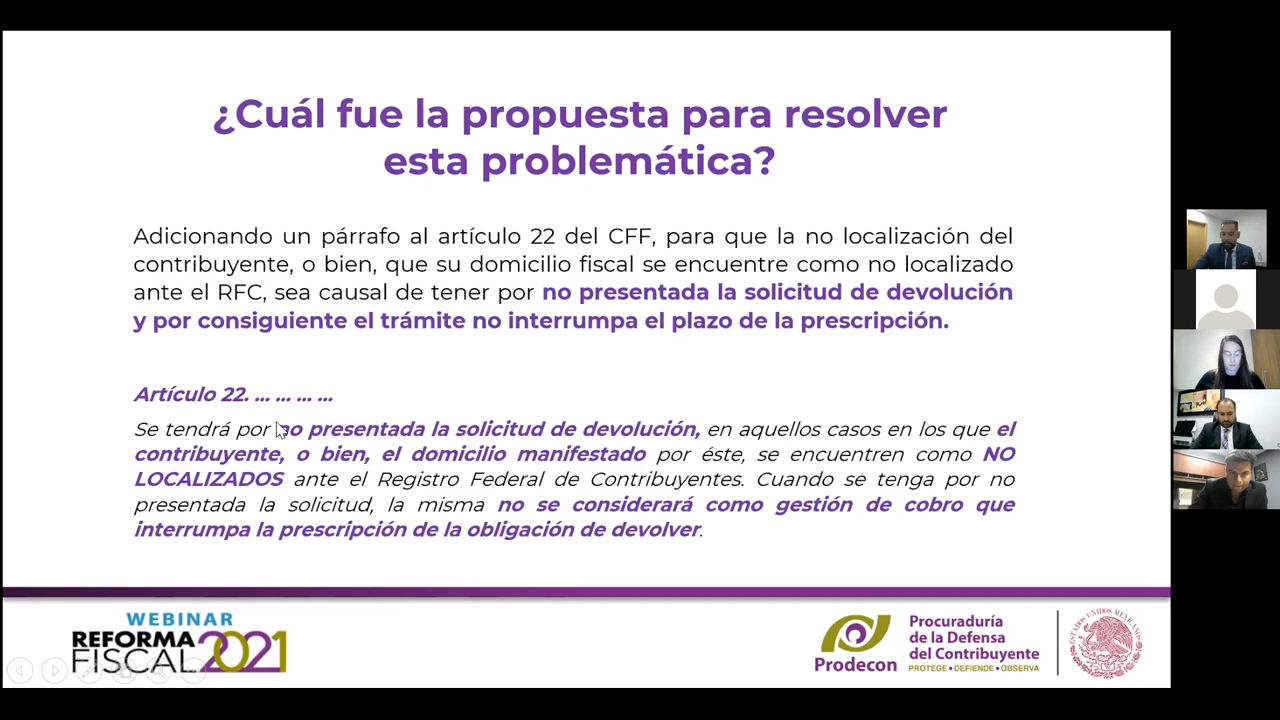 ¿Cuál fue la propuesta para resolver
esta problemática?
Adicionando un párrafo al artículo 22 del CFF, para que la no localización del
contribuyente, o bien, que su domicilio fiscal se encuentre como no localizado
ante el RFC, sea causal de tener por no presentada la solicitud de devolución
y por consiguiente el trámite no interrumpa el plazo de la prescripción.
Artículo 22. ... ... ... ...
Se tendrá por no presentada la solicitud de devolución, en aquellos casos en los que el
contribuyente, o bien, el domicilio manifestado por éste, se encuentren como NO
LOCALIZADOS ante el Registro Federal de Contribuyentes. Cuando se tenga por no
presentada la solicitud, la misma no se considerará como gestión de cobro que
interrumpa la prescripción de la obligación de devolver.
WEBINAR
REFORMA
FISCAL 2021
Prodecon
Procuraduría
de la Defensa
del Contribuyente
PROTEGE • DEFIENDE • OBSERVA
ESTADOS UNIDOS MEXICANOS